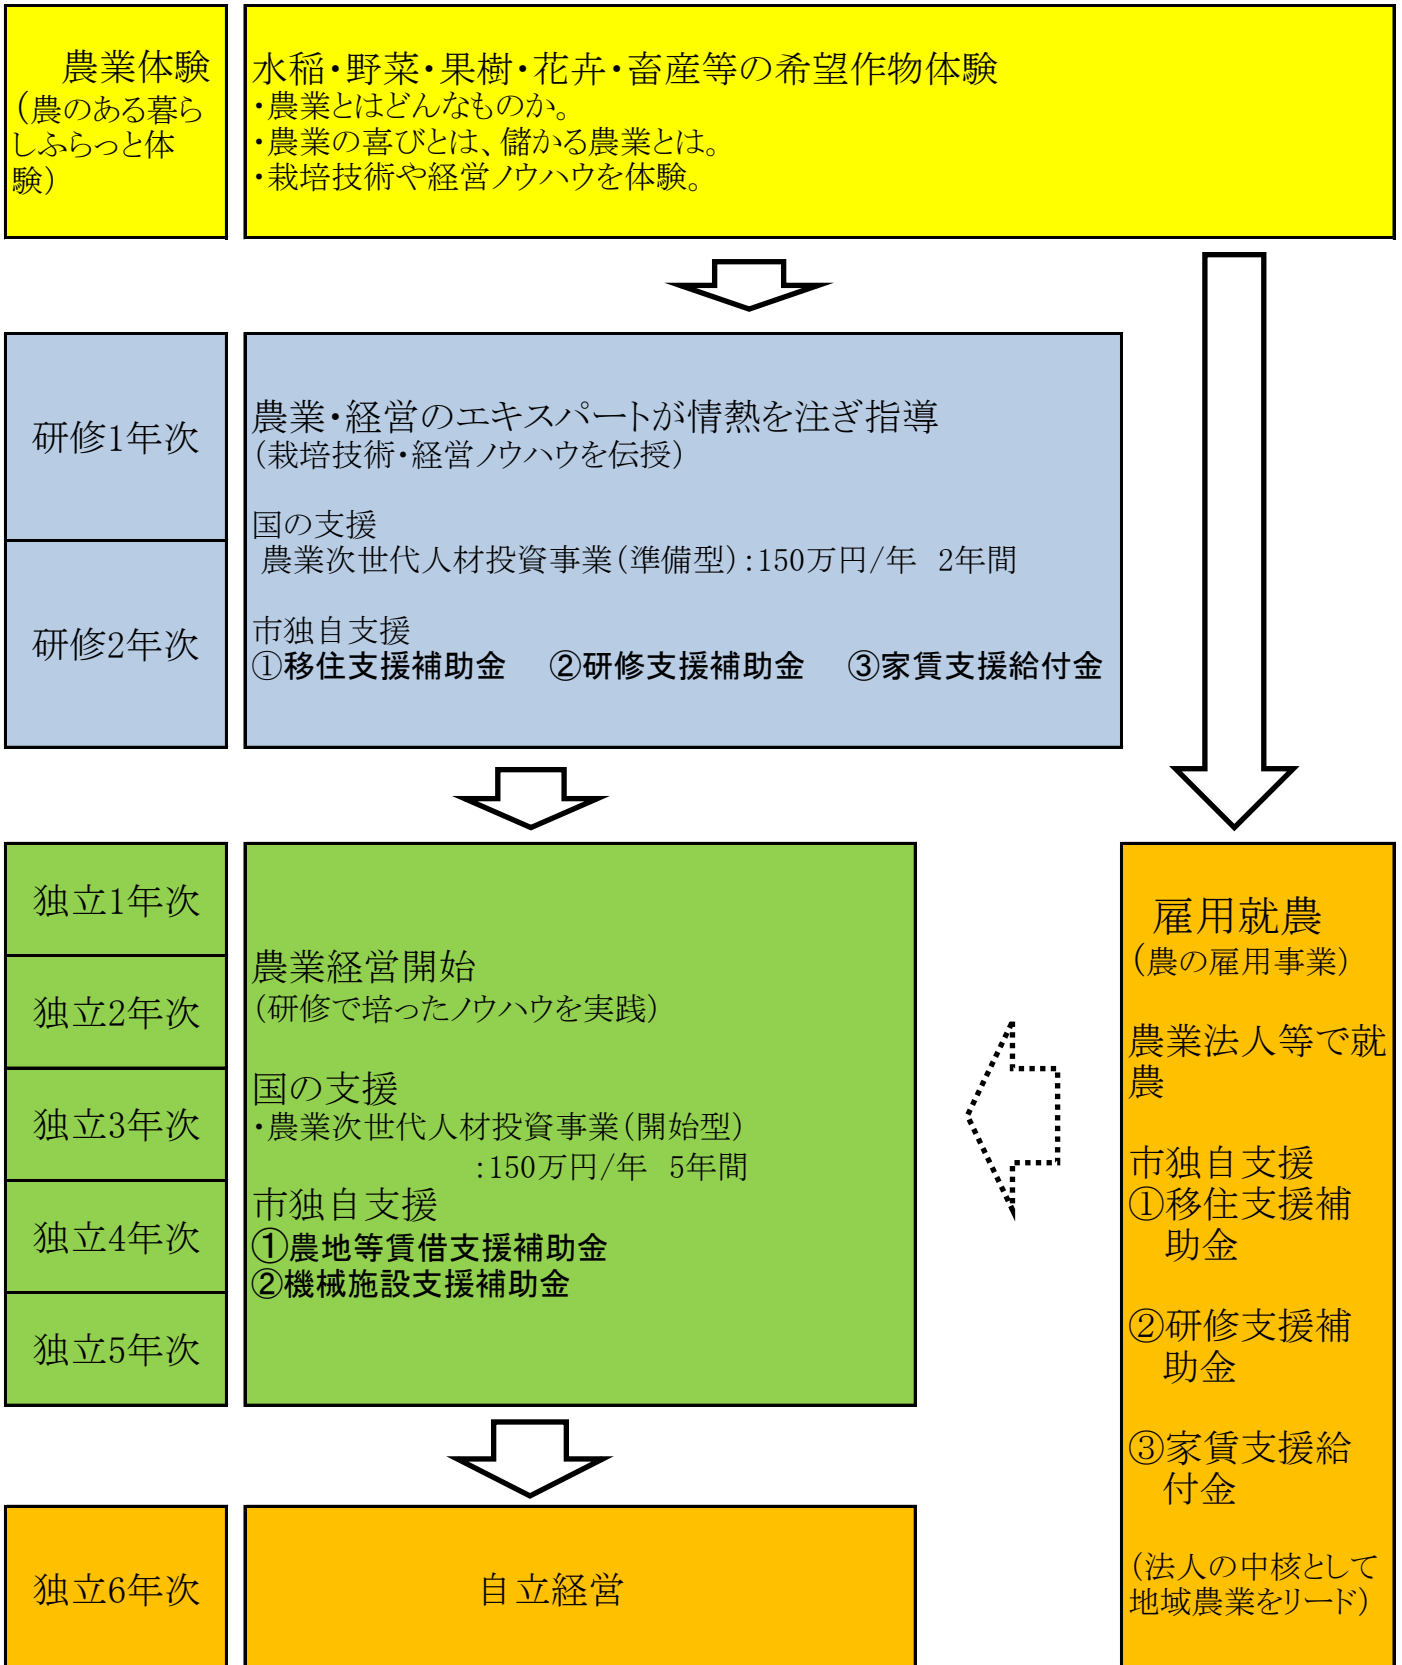 農業体験
（農のある暮ら
しふらっと体
験）
水稲・野菜・果樹・花卉・畜産等の希望作物体験
・農業とはどんなものか。
・農業の喜びとは、儲かる農業とは。
・栽培技術や経営ノウハウを体験。
研修1年次
研修2年次
農業・経営のエキスパートが情熱を注ぎ指導
（栽培技術・経営ノウハウを伝授）
国の支援
農業次世代人材投資事業（準備型）：150万円/年 2年間
市独自支援
①移住支援補助金 ②研修支援補助金 ③家賃支援給付金
独立1年次
独立2年次
独立3年次
独立4年次
独立5年次
農業経営開始
（研修で培ったノウハウを実践）
国の支援
・農業次世代人材投資事業（開始型）
：150万円/年 5年間
市独自支援
①農地等賃借支援補助金
②機械施設支援補助金
雇用就農
（農の雇用事業）
農業法人等で就
農
市独自支援
①移住支援補
助金
②研修支援補
助金
③家賃支援給
付金
（法人の中核として
地域農業をリード）
独立6年次
自立経営